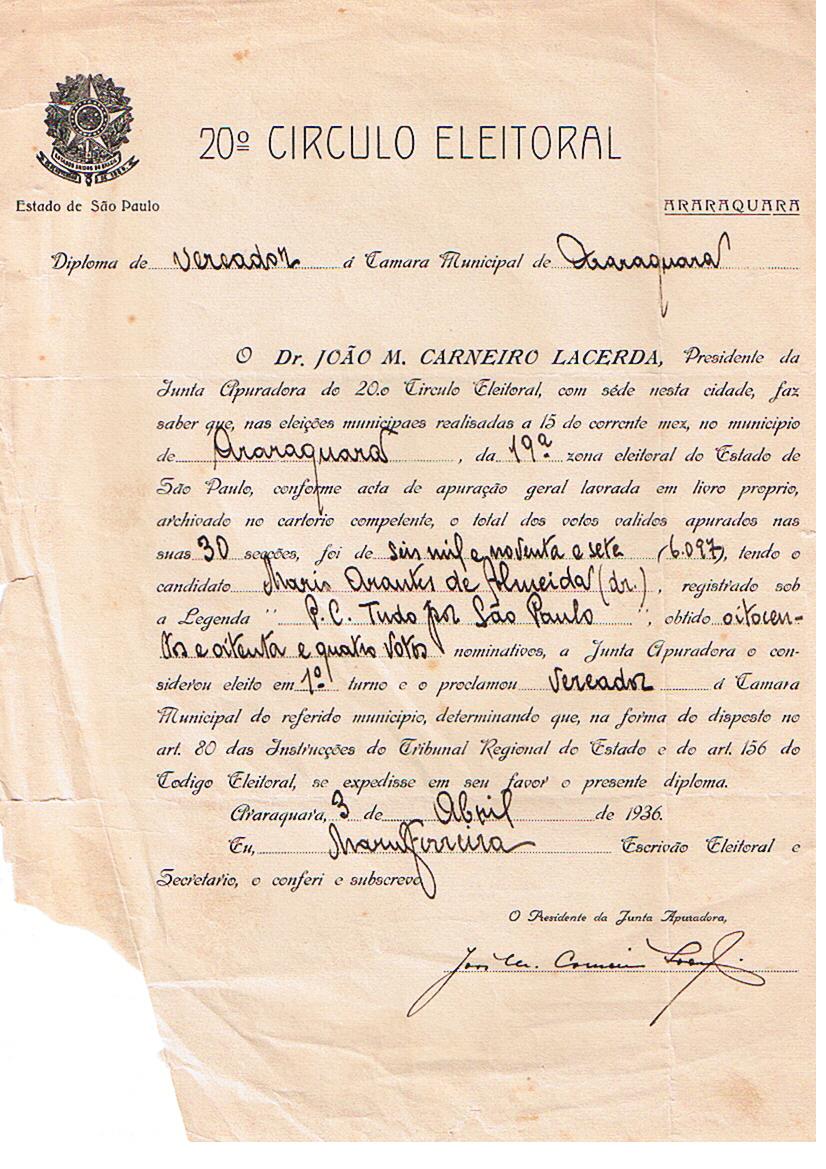 20º CIRCULO ELEITORAL
ESTADOS UNIDOS DO BRASIL
Estado de São Paulo
ARARAQUARA
Diploma de Vereador á Camara Municipal de Araraquara
O Dr. JOÃO M. CARNEIRO LACERDA, Presidente da
Junta Apuradora do 20.o Circulo Eleitoral, com séde nesta cidade, faz
saber que, nas eleições municipaes realisadas a 15 do corrente mez, no municipio
de Araraquara, da 19ª zona eleitoral do Estado de
São Paulo, conforme acta de apuração geral lavrada em livro proprio,
archivado no cartorio competente, o total dos votos validos apurados nas
suas 30 secções, foi de seis mil e noventa e sete (6.097), tendo o
candidato Mario Arantes de Almeida (dr.), registrado sob
a Legenda " P.C. Tudo por São Paulo ", obtido oitocen-
tos e oitenta e quatro votos nominativos, a Junta Apuradora o con-
siderou eleito em 1º turno e o proclamou Vereador á Camara
Municipal do referido municipio, determinando que, na forma do disposto no
art. 80 das Instrucções do Tribunal Regional do Estado e do art. 156 do
Codigo Eleitoral, se expedisse em seu favor o presente diploma.
Araraquara, 3 de Abril de 1936.
Eu, Ferreira Escrivão Eleitoral e
Secretario, o conferi e subscrevo
O Presidente da Junta Apuradora,